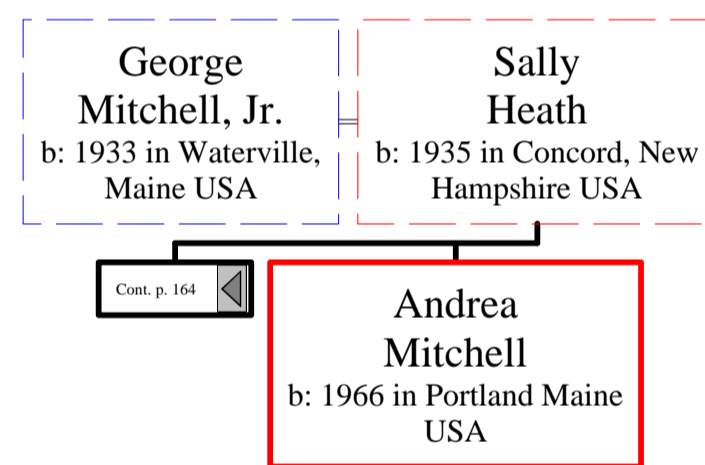 George
Mitchell, Jr.
b: 1933 in Waterville,
Maine USA
Sally
Heath
b: 1935 in Concord, New
Hampshire USA
Cont. p. 164
Andrea
Mitchell
b: 1966 in Portland Maine
USA